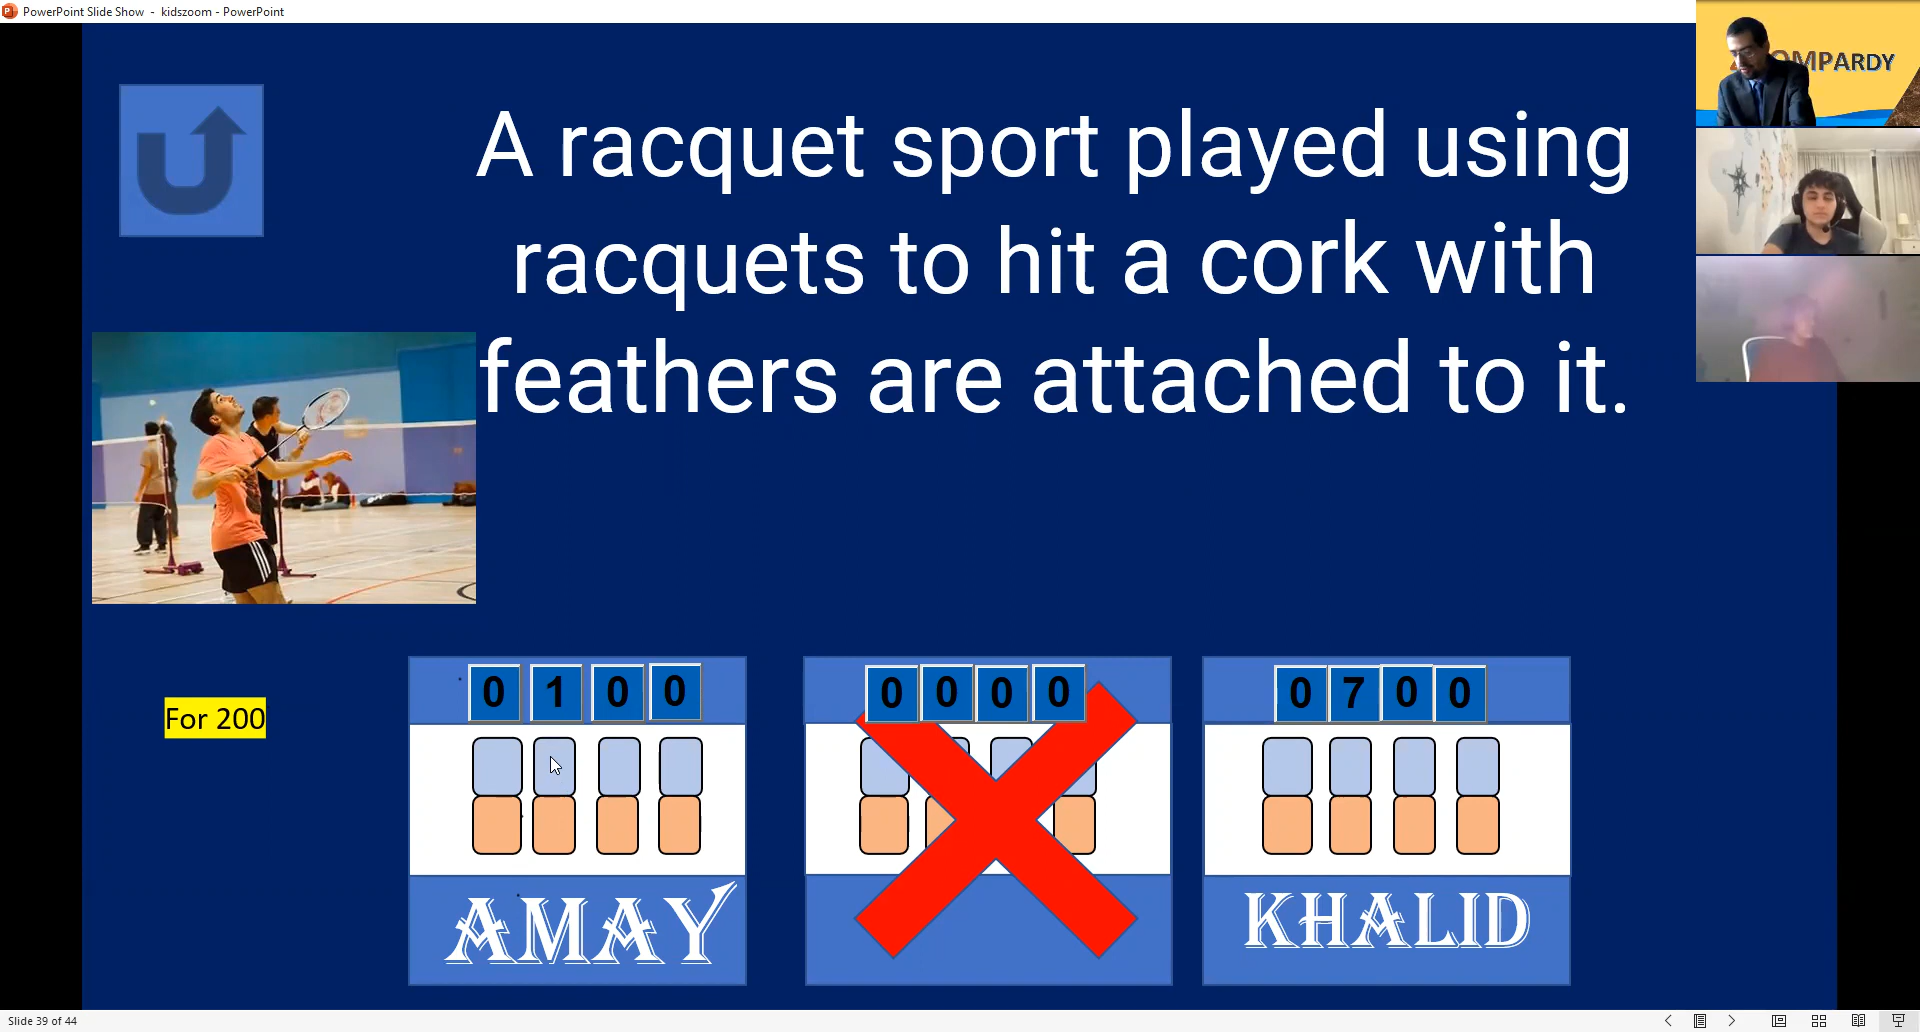 PowerPoint Slide Show - kidszoom - PowerPoint
OMPARDY
A racquet sport played using
racquets to hit a cork with
feathers are attached to it.
For 200
0 1 0 0
0 0 0 0
0 7 0 0
AMAY
KHALID
Slide 39 of 44